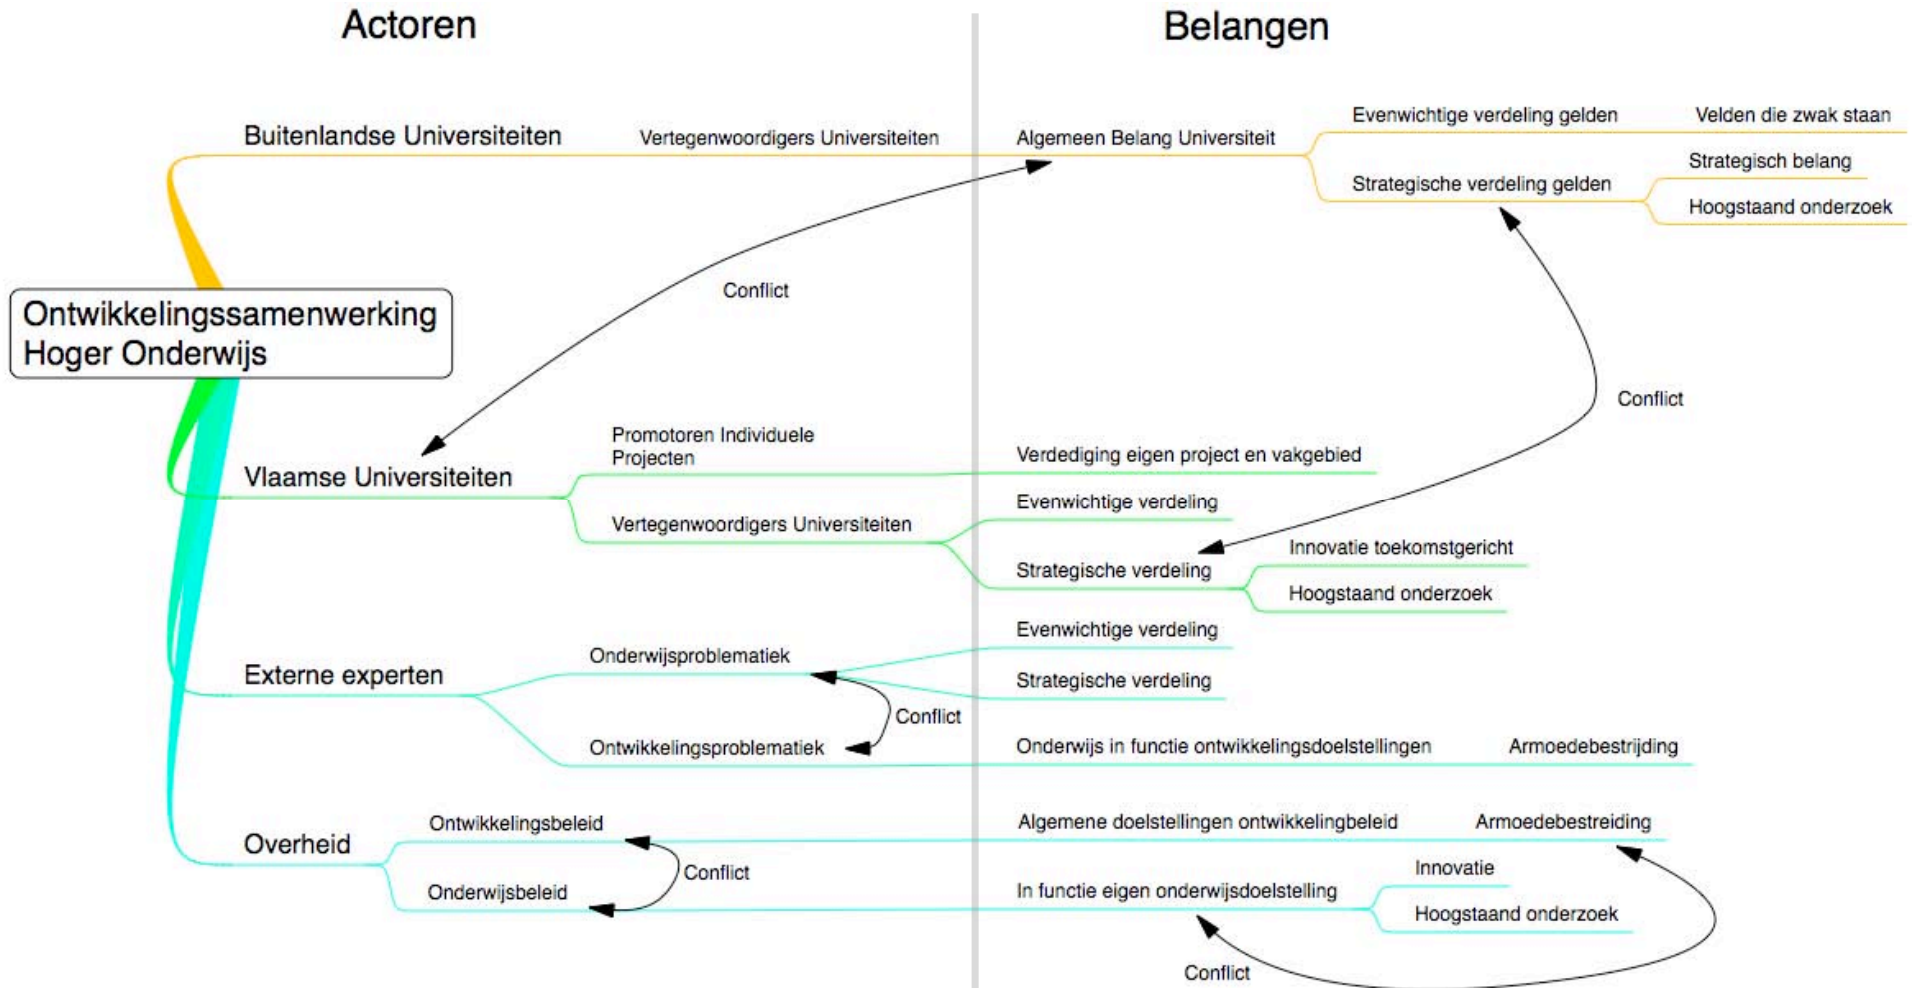 Actoren
Belangen
Buitenlandse Universiteiten
Vertegenwoordigers Universiteiten
Algemeen Belang Universiteit
Evenwichtige verdeling gelden
Velden die zwak staan
Strategische verdeling gelden
Strategisch belang
Hoogstaand onderzoek
Conflict
Conflict
Ontwikkelingssamenwerking
Hoger Onderwijs
Vlaamse Universiteiten
Promotoren Individuele
Projecten
Verdediging eigen project en vakgebied
Vertegenwoordigers Universiteiten
Evenwichtige verdeling
Strategische verdeling
Innovatie toekomstgericht
Hoogstaand onderzoek
Externe experten
Onderwijsproblematiek
Evenwichtige verdeling
Strategische verdeling
Conflict
Ontwikkelingsproblematiek
Onderwijs in functie ontwikkelingsdoelstellingen
Armoedebestrijding
Overheid
Ontwikkelingsbeleid
Algemene doelstellingen ontwikkelingbeleid
Armoedebestreiding
Conflict
Onderwijsbeleid
In functie eigen onderwijsdoelstelling
Innovatie
Hoogstaand onderzoek
Conflict